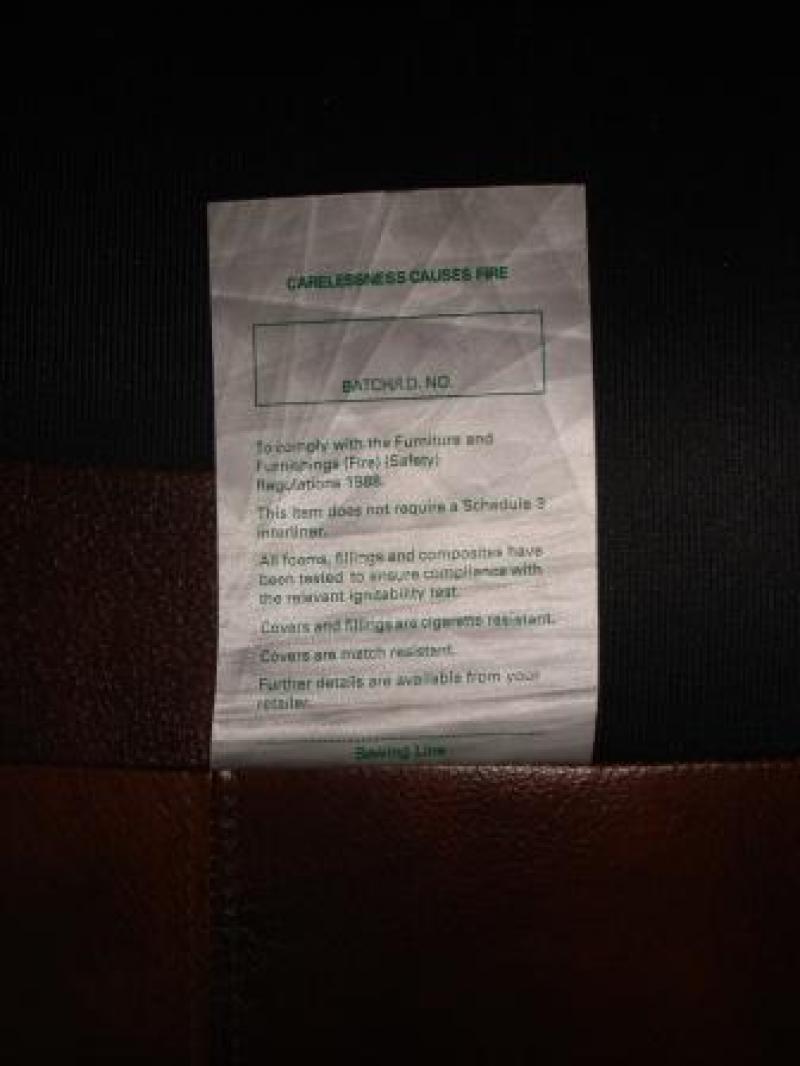 CARELESSNESS CAUSES FIRE
BATCH/I.D. NO.
To comply with the Furniture and
Furnishings (Fire) (Safety)
Regulations 1988
This item does not require a Schedule 3
interliner.
All foams, fillings and composites have
been tested to ensure compliance with
the relevant ignitability test.
Covers and fillings are cigarette resistant.
Covers are match resistant.
Further details are available from your
retailer.
Sewing Line